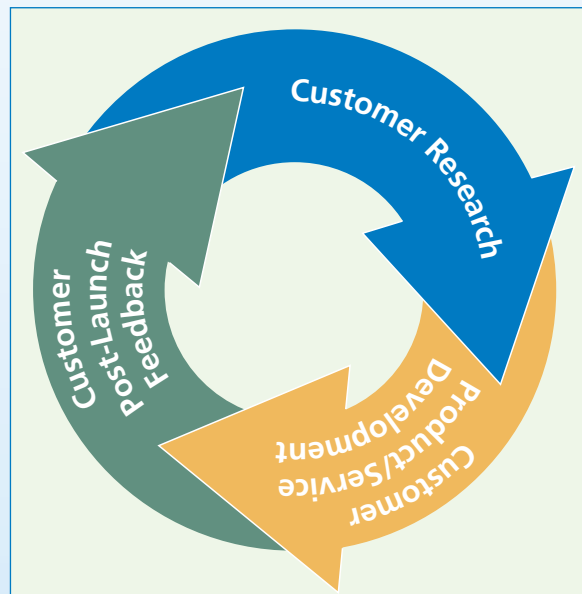 Customer Research
Customer
Product/Service
Development
Customer
Post-Launch
Feedback